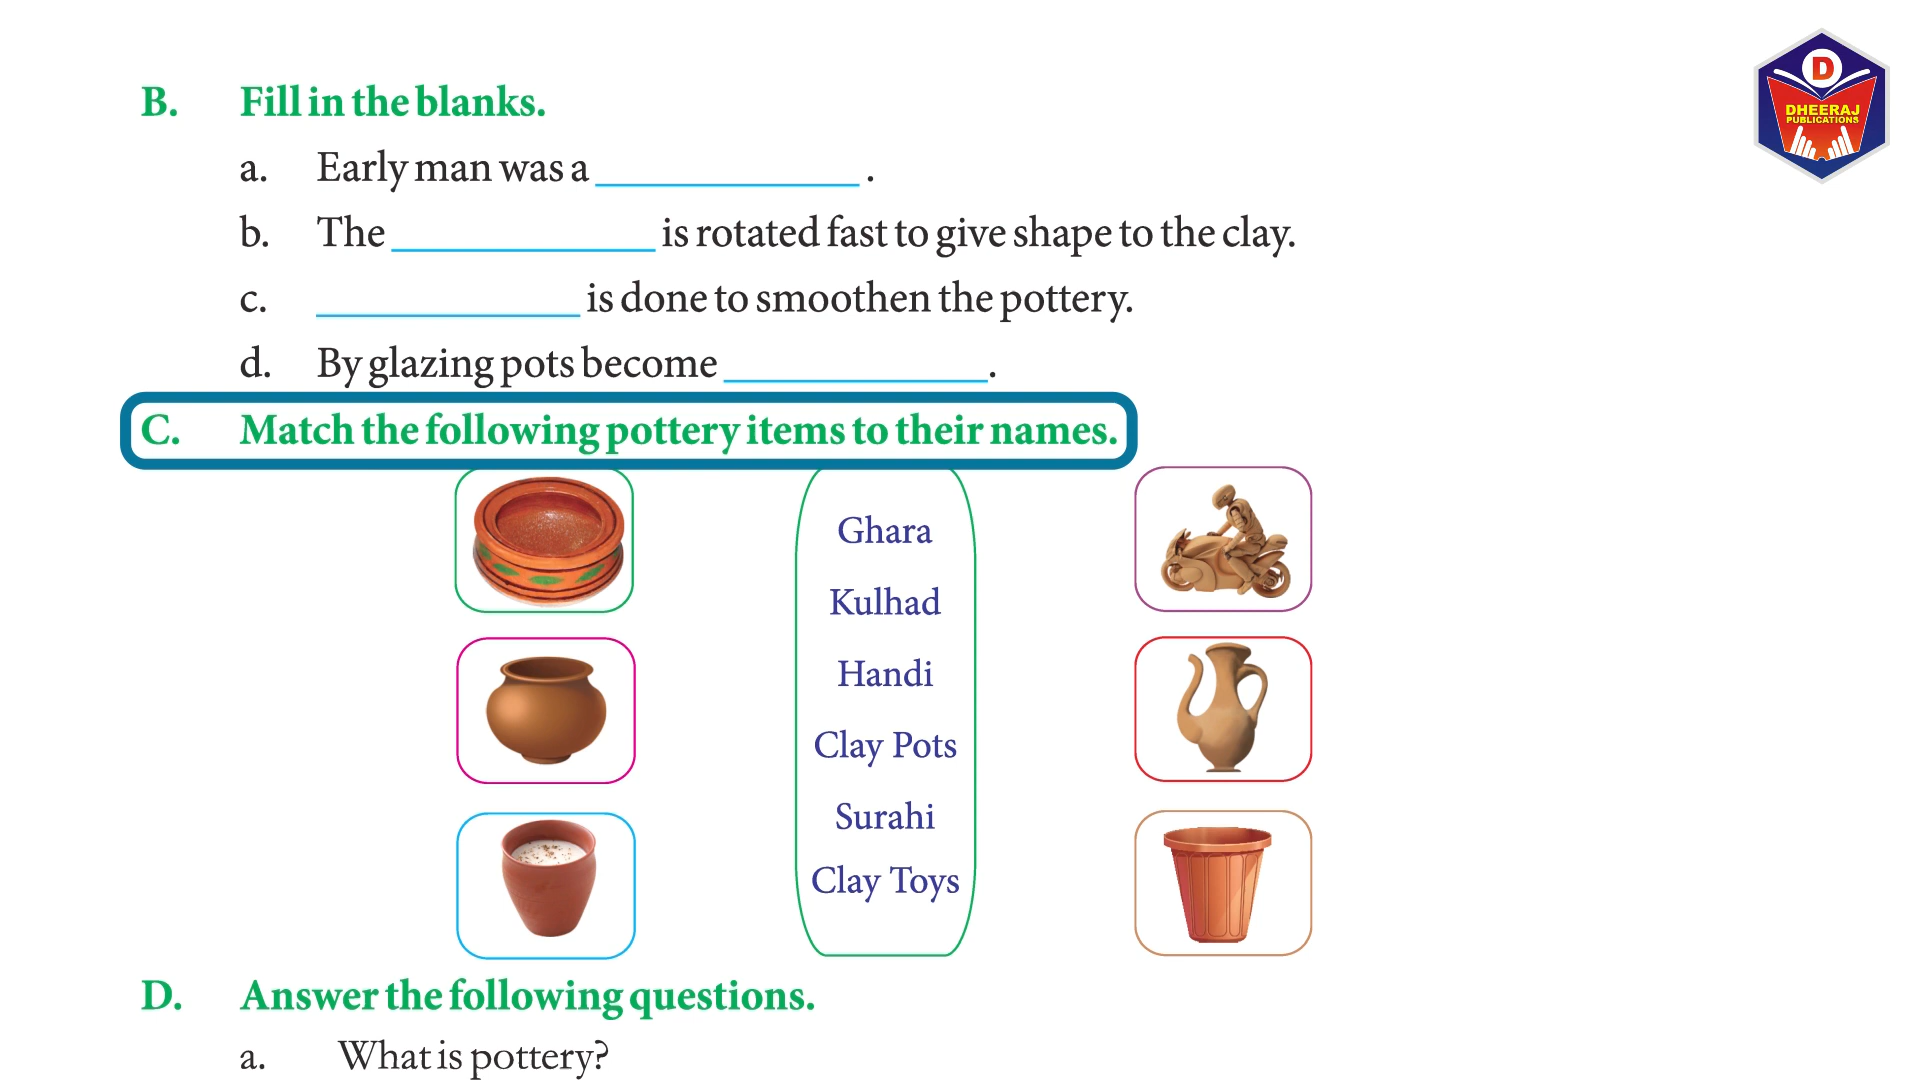 D
DHEERAJ
PUBLICATIONS
B. Fill in the blanks.
a. Early man was a ____________ .
b. The ____________ is rotated fast to give shape to the clay.
c. ____________ is done to smoothen the pottery.
d. By glazing pots become ____________.
C. Match the following pottery items to their names.
Ghara
Kulhad
Handi
Clay Pots
Surahi
Clay Toys
D. Answer the following questions.
a. What is pottery?